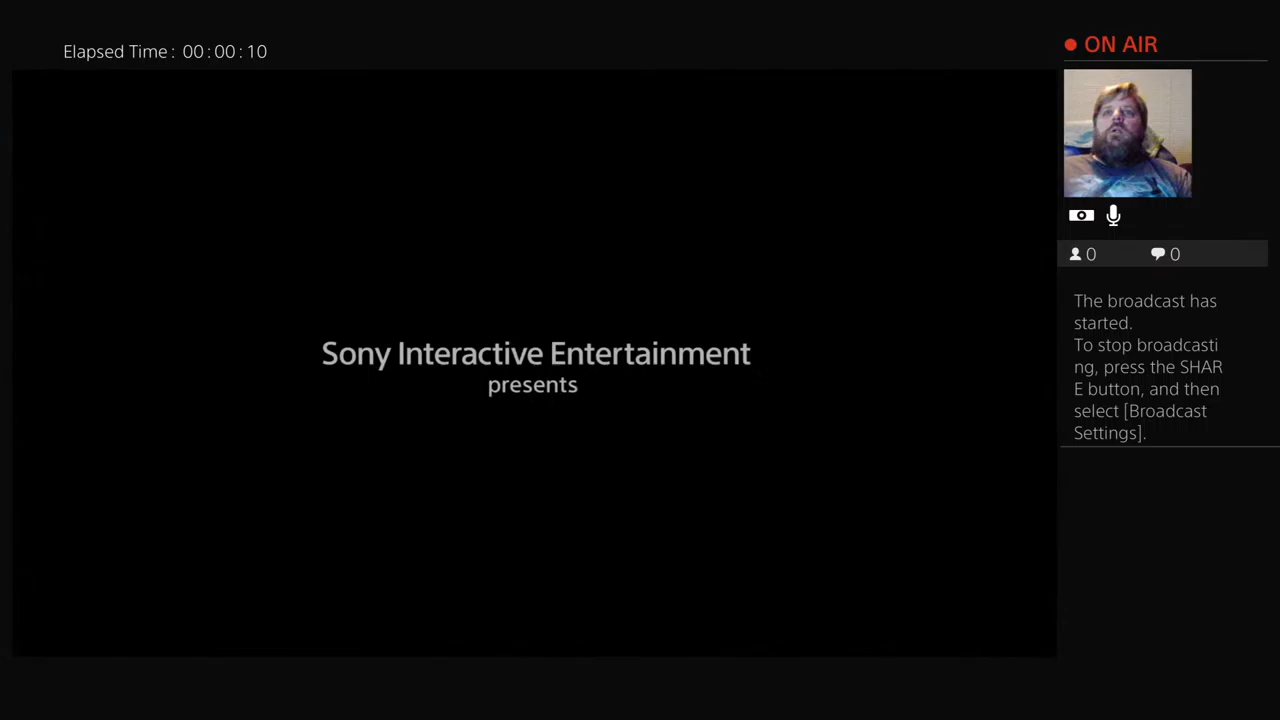 Elapsed Time: 00:00:10
ON AIR
0 0
The broadcast has
started.
To stop broadcasti
ng, press the SHAR
E button, and then
select [Broadcast
Settings].
Sony Interactive Entertainment
presents